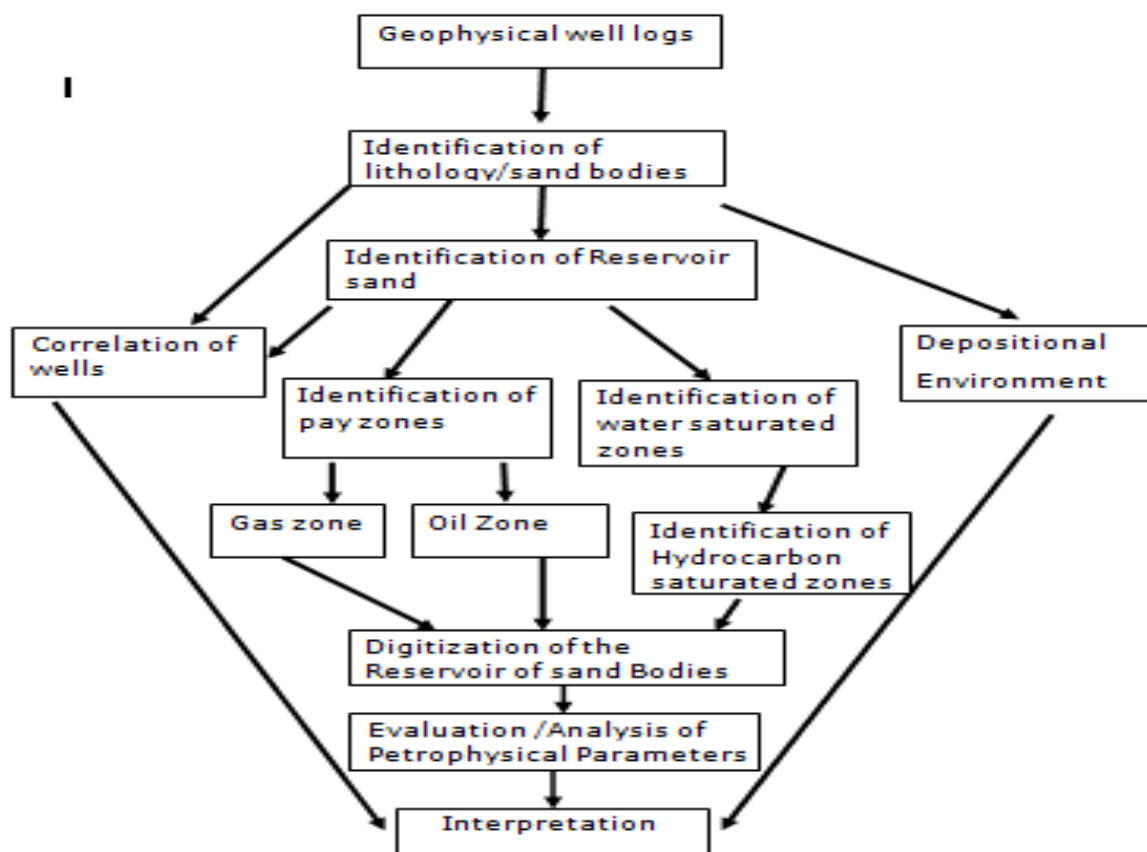 Geophysical well logs
I
Identification of
lithology/sand bodies
Identification of Reservoir
sand
Correlation of
wells
Depositional
Environment
Identification of
pay zones
Identification of
water saturated
zones
Gas zone
Oil Zone
Identification of
Hydrocarbon
saturated zones
Digitization of the
Reservoir of sand Bodies
Evaluation /Analysis of
Petrophysical Parameters
Interpretation